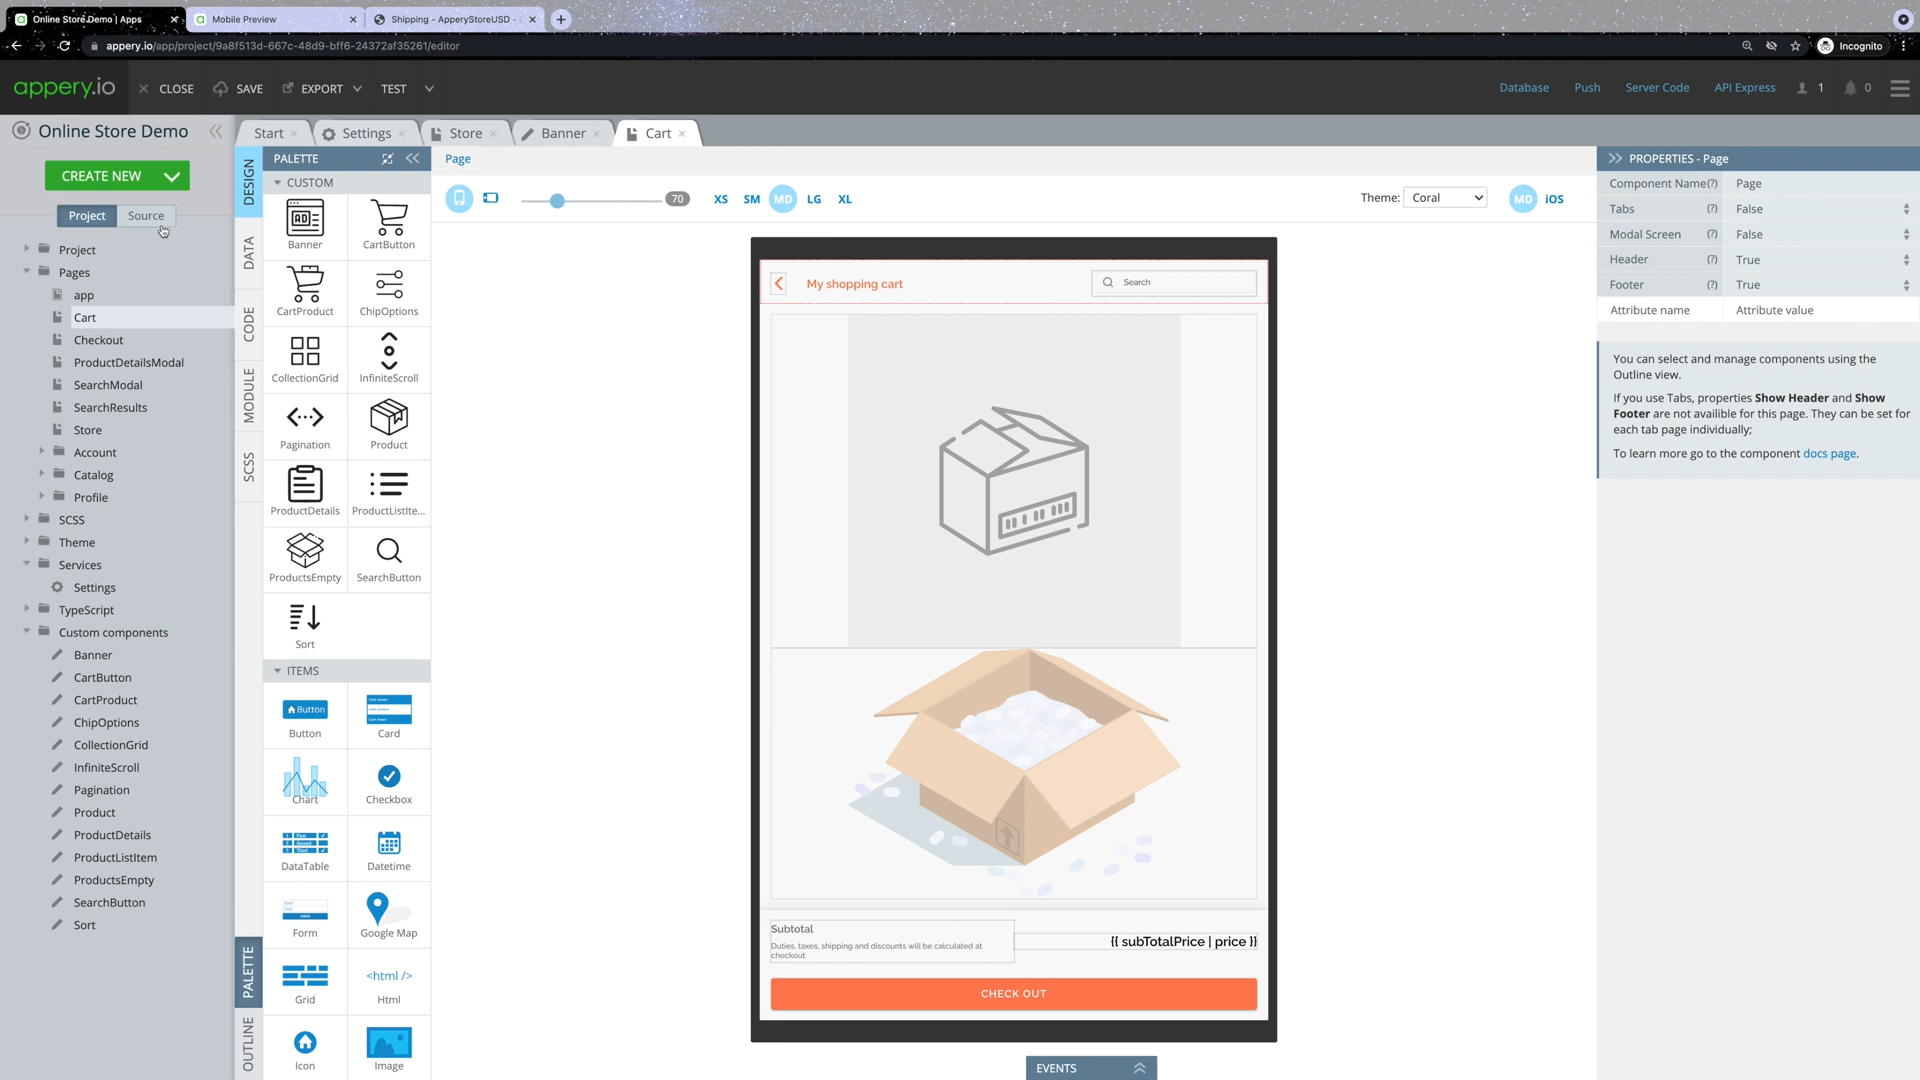 Online Store Demo | Apps
Mobile Preview
Shipping - ApperyStoreUSD -
appery.io/app/project/9a8f513d-667c-48d9-bff6-24372af35261/editor
Incognito
appery.io
CLOSE
SAVE
EXPORT
TEST
Database
Push
Server Code
API Express
1
0
Online Store Demo
Start
Settings
Store
Banner
Cart
CREATE NEW
Project
Source
Project
Pages
app
Cart
Checkout
ProductDetailsModal
SearchModal
SearchResults
Store
Account
Catalog
Profile
SCSS
Theme
Services
Settings
TypeScript
Custom components
Banner
CartButton
CartProduct
ChipOptions
CollectionGrid
InfiniteScroll
Pagination
Product
ProductDetails
ProductListItem
ProductsEmpty
SearchButton
Sort
DESIGN
DATA
CODE
MODULE
SCSS
PALETTE
OUTLINE
PALETTE
CUSTOM
AD
Banner
CartButton
CartProduct
ChipOptions
CollectionGrid
InfiniteScroll
Pagination
Product
ProductDetails
ProductListIte...
ProductsEmpty
SearchButton
Sort
ITEMS
Button
Button
Card
Chart
Checkbox
DataTable
Datetime
Form
Google Map
Grid
<html />
Html
Icon
Image
Page
70
XS
SM
MD
LG
XL
Theme:
Coral
MD
iOS
My shopping cart
Search
Subtotal
Duties, taxes, shipping and discounts will be calculated at
checkout
{{ subTotalPrice | price }}
CHECK OUT
EVENTS
PROPERTIES - Page
Component Name(?)
Page
Tabs (?)
False
Modal Screen (?)
False
Header (?)
True
Footer (?)
True
Attribute name
Attribute value
You can select and manage components using the
Outline view.
If you use Tabs, properties Show Header and Show
Footer are not availible for this page. They can be set for
each tab page individually;
To learn more go to the component docs page.